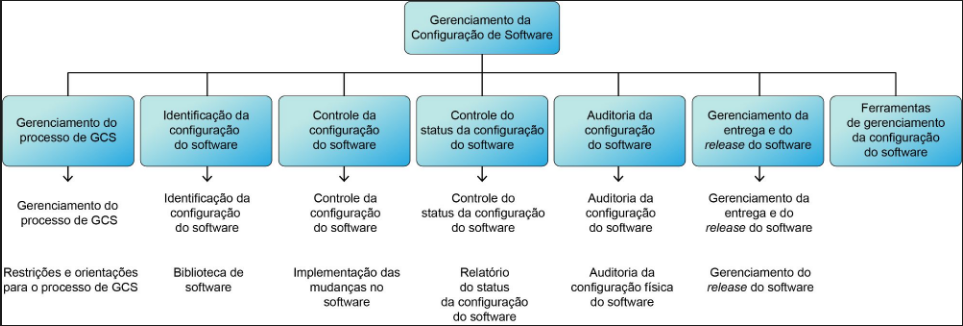 Gerenciamento da
Configuração de Software
Gerenciamento do
processo de GCS
Identificação da
configuração
do software
Controle da
configuração
do software
Controle do
status da configuração
do software
Auditoria da
configuração
do software
Gerenciamento da
entrega e do
release do software
Ferramentas
de gerenciamento
da configuração
do software
Gerenciamento do
processo de GCS
Identificação da
configuração
do software
Controle da
configuração
do software
Controle do
status da configuração
do software
Auditoria da
configuração
do software
Gerenciamento da
entrega e do
release do software
Restrições e orientações
para o processo de GCS
Biblioteca de
software
Implementação das
mudanças no
software
Relatório
do status
da configuração
do software
Auditoria da
configuração física
do software
Gerenciamento do
release do software